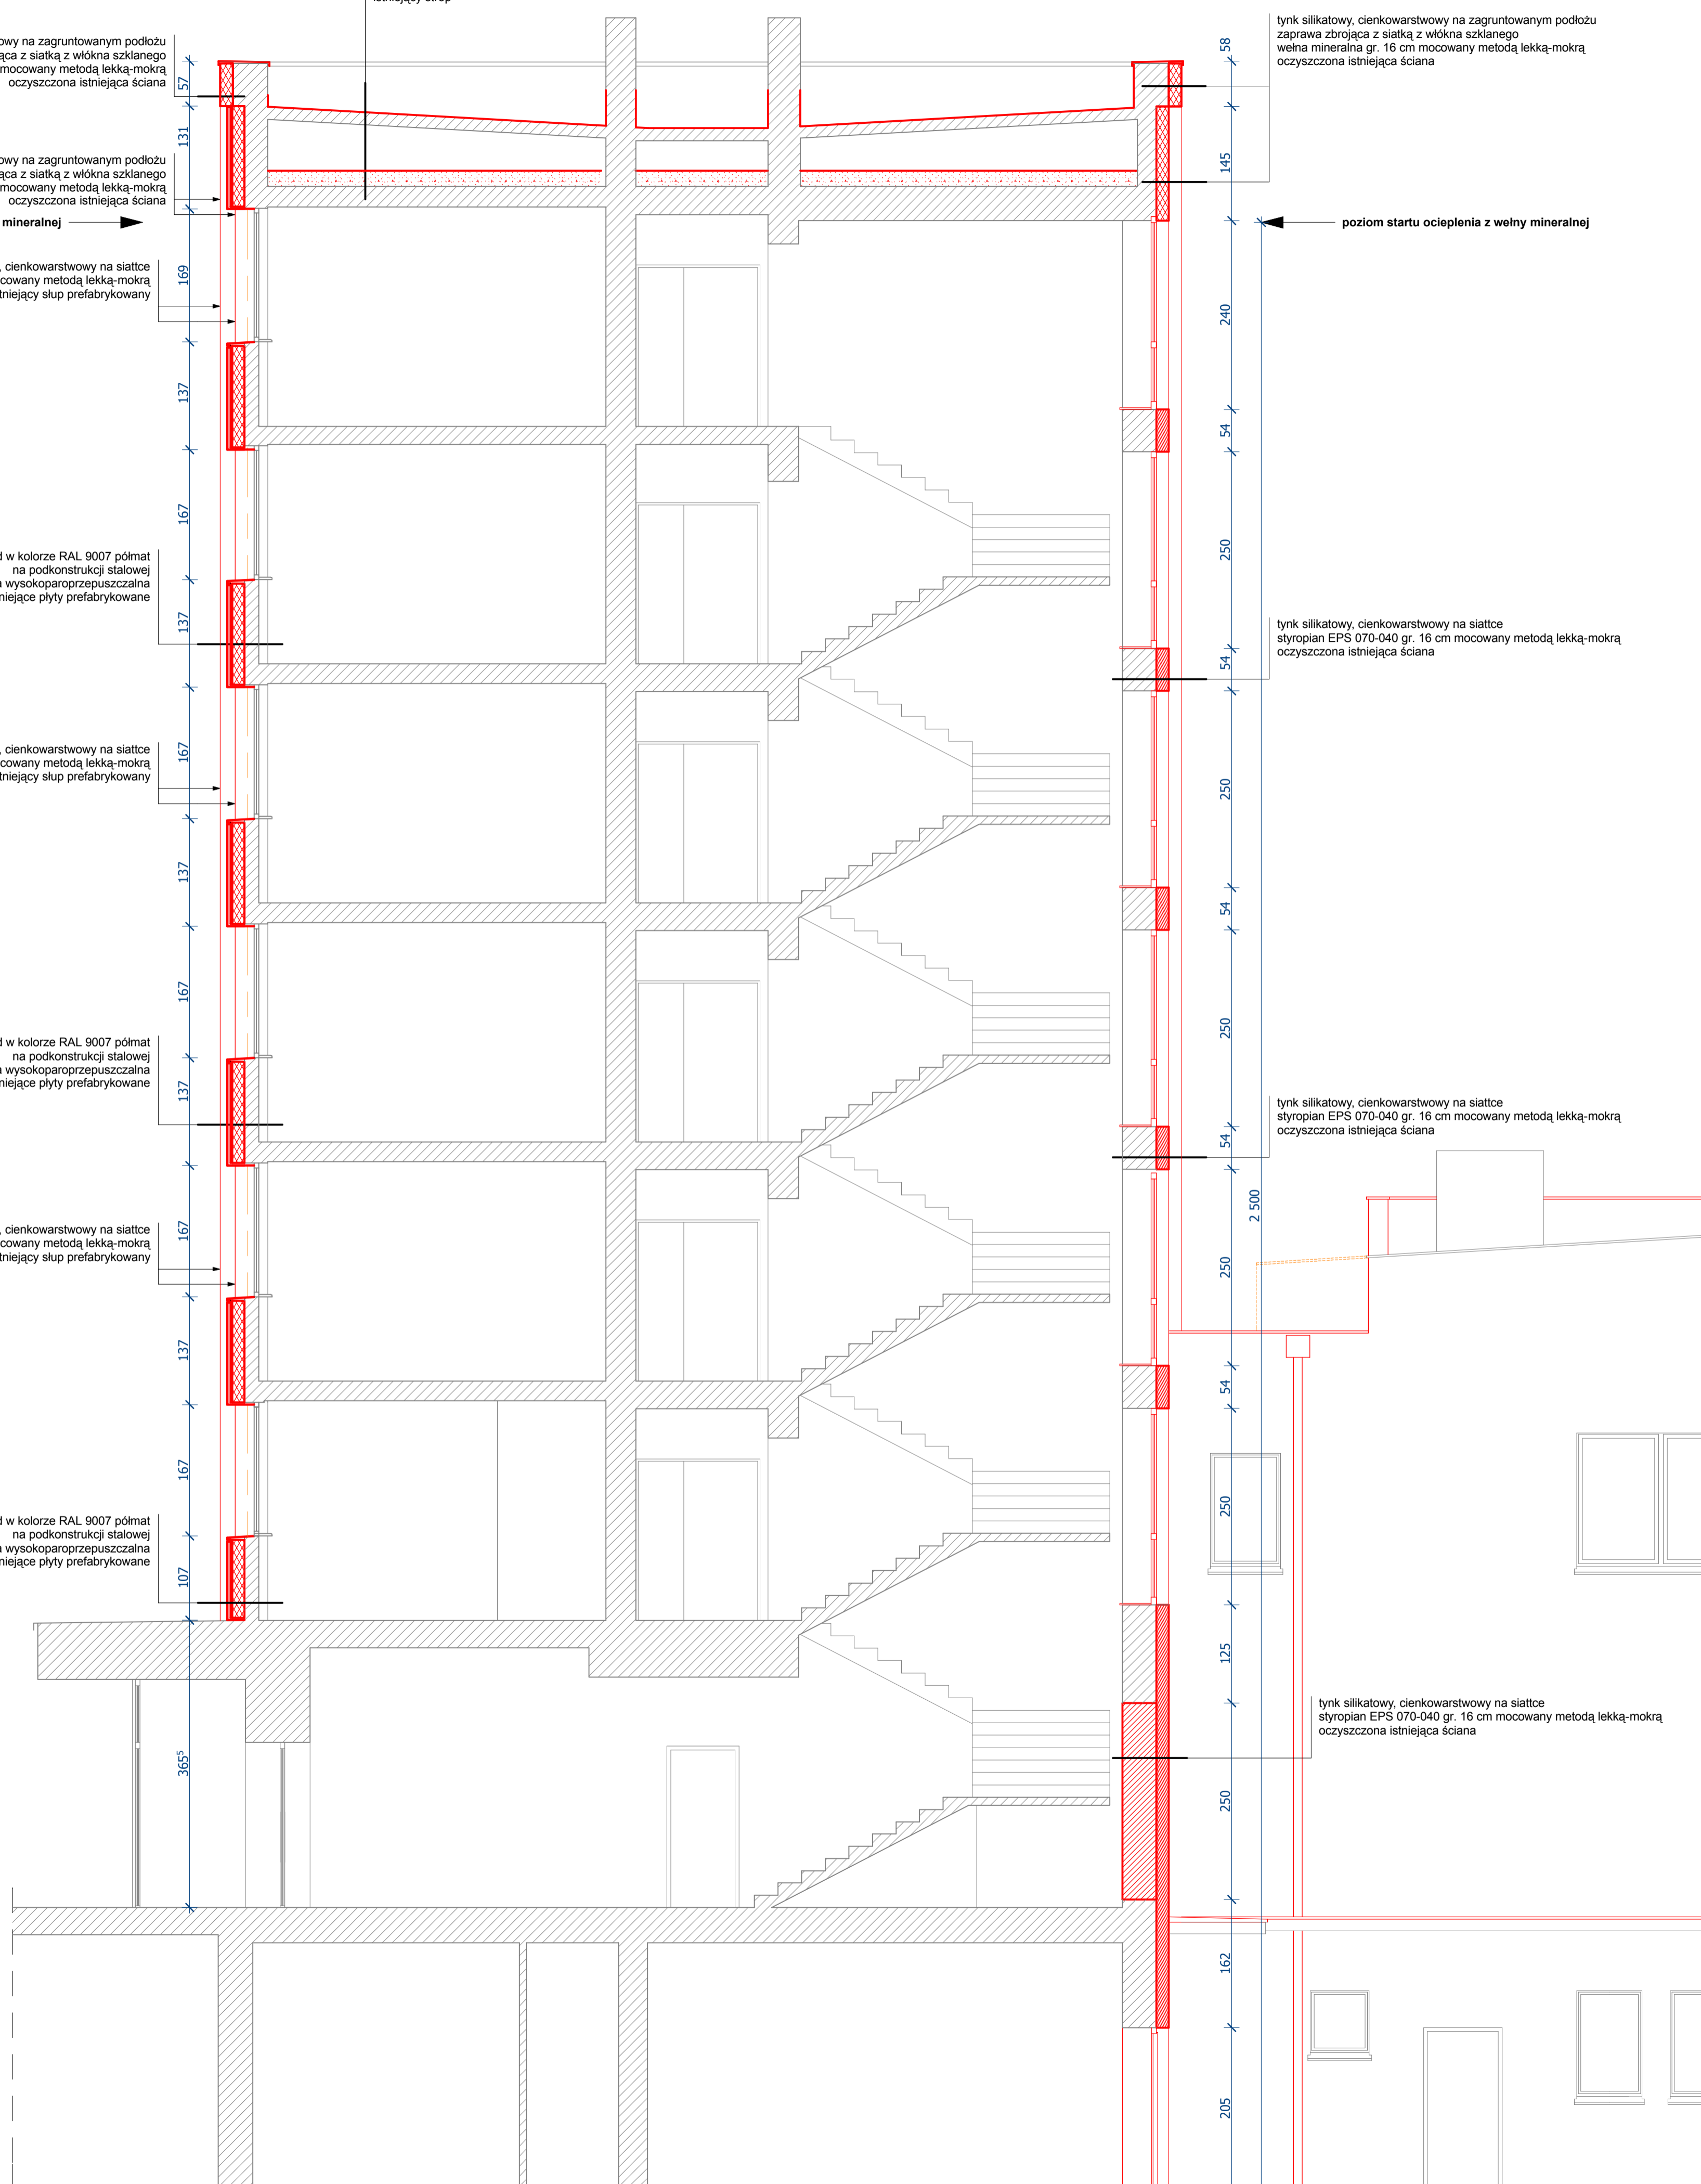 istniejący strop
owy na zagruntowanym podłożu
ąca z siatką z włókna szklanego
mocowany metodą lekką-mokrą
oczyszczona istniejąca ściana
owy na zagruntowanym podłożu
ąca z siatką z włókna szklanego
mocowany metodą lekką-mokrą
oczyszczona istniejąca ściana
mineralnej
, cienkowarstwowy na siattce
cowany metodą lekką-mokrą
tniejący słup prefabrykowany
d w kolorze RAL 9007 półmat
na podkonstrukcji stalowej
a wysokoparoprzepuszczalna
niejące płyty prefabrykowane
, cienkowarstwowy na siattce
cowany metodą lekką-mokrą
tniejący słup prefabrykowany
d w kolorze RAL 9007 półmat
na podkonstrukcji stalowej
a wysokoparoprzepuszczalna
niejące płyty prefabrykowane
, cienkowarstwowy na siattce
cowany metodą lekką-mokrą
tniejący słup prefabrykowany
d w kolorze RAL 9007 półmat
na podkonstrukcji stalowej
a wysokoparoprzepuszczalna
niejące płyty prefabrykowane
57
131
169
137
167
137
167
137
167
137
167
137
167
107
365⁵
58
145
240
54
250
54
250
54
250
54
250
54
250
125
250
162
205
2 500
tynk silikatowy, cienkowarstwowy na zagruntowanym podłożu
zaprawa zbrojąca z siatką z włókna szklanego
wełna mineralna gr. 16 cm mocowany metodą lekką-mokrą
oczyszczona istniejąca ściana
poziom startu ocieplenia z wełny mineralnej
tynk silikatowy, cienkowarstwowy na siattce
styropian EPS 070-040 gr. 16 cm mocowany metodą lekką-mokrą
oczyszczona istniejąca ściana
tynk silikatowy, cienkowarstwowy na siattce
styropian EPS 070-040 gr. 16 cm mocowany metodą lekką-mokrą
oczyszczona istniejąca ściana
tynk silikatowy, cienkowarstwowy na siattce
styropian EPS 070-040 gr. 16 cm mocowany metodą lekką-mokrą
oczyszczona istniejąca ściana